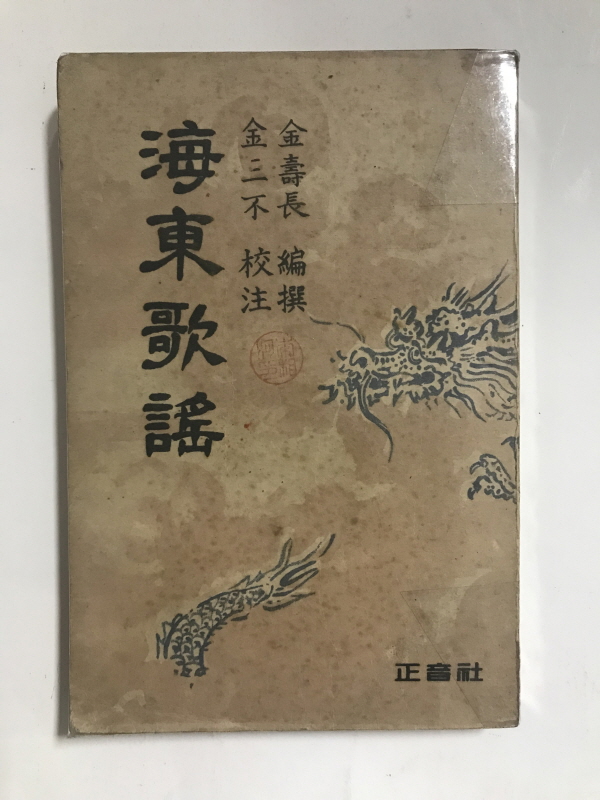 海東歌謠
金壽長 編撰
金三不 校注
正音社